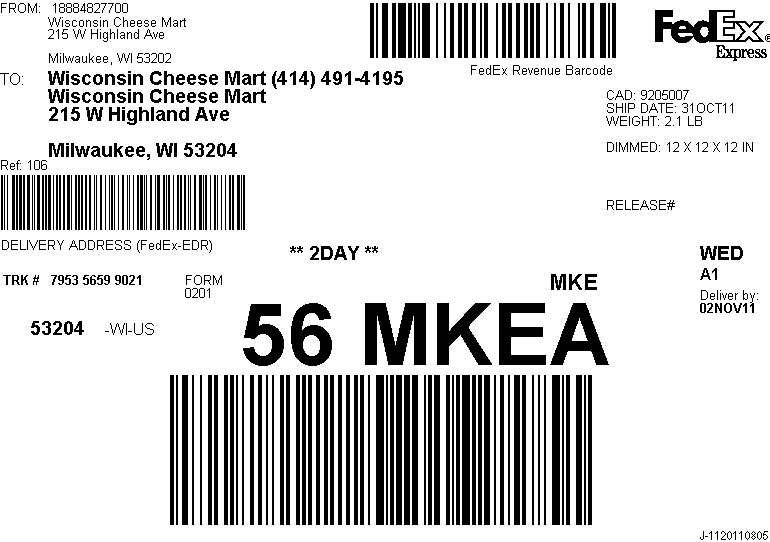 FROM: 18884827700
Wisconsin Cheese Mart
215 W Highland Ave
Milwaukee, WI 53202
FedEx®
Express
FedEx Revenue Barcode
TO: Wisconsin Cheese Mart (414) 491-4195
Wisconsin Cheese Mart
215 W Highland Ave
Milwaukee, WI 53204
CAD: 9205007
SHIP DATE: 31OCT11
WEIGHT: 2.1 LB
DIMMED: 12 X 12 X 12 IN
Ref: 106
RELEASE#
DELIVERY ADDRESS (FedEx-EDR)
** 2DAY **
WED
A1
Deliver by:
02NOV11
TRK # 7953 5659 9021 FORM
0201
MKE
53204 -WI-US
56 MKEA
J-1120110805